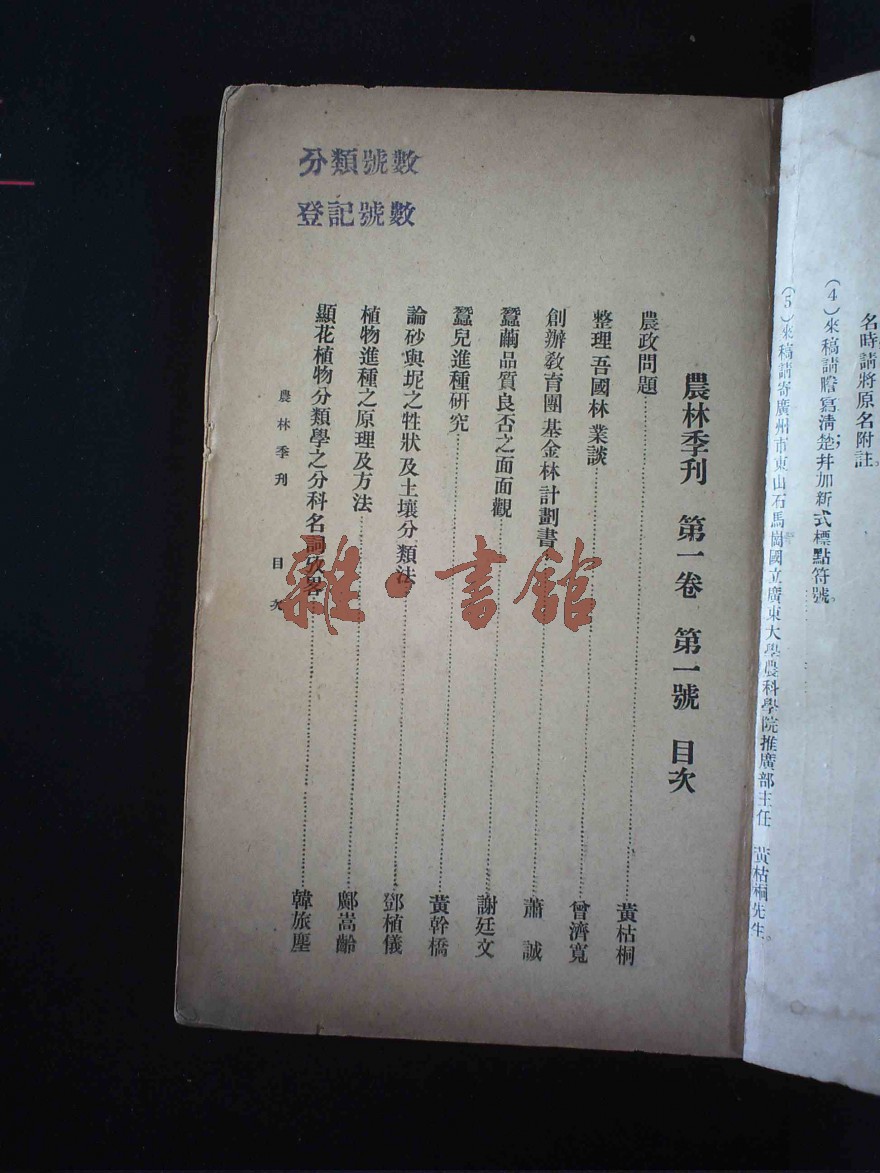 名時請將原名附註。
(4)來稿請謄寫清楚;幷加新式標點符號。
(5)來稿請寄廣州市東山石馬崗國立廣東大學農科學院推廣部主任 黃枯桐先生。
分類號數
登記號數
農林季刋 第一卷 第一號 目次
農政問題……黃枯桐
整理吾國林業談……曾濟寬
創辦敎育團基金林計劃書……蕭 誠
蠶繭品質良否之面面觀……謝廷文
蠶兒進種研究……黃幹橋
論砂與坭之性狀及土壤分類法……鄧植儀
植物進種之原理及方法……鄺嵩齡
顯花植物分類學之分科名詞攷畧……韓旅塵
農林季刋 目次
雜·書館